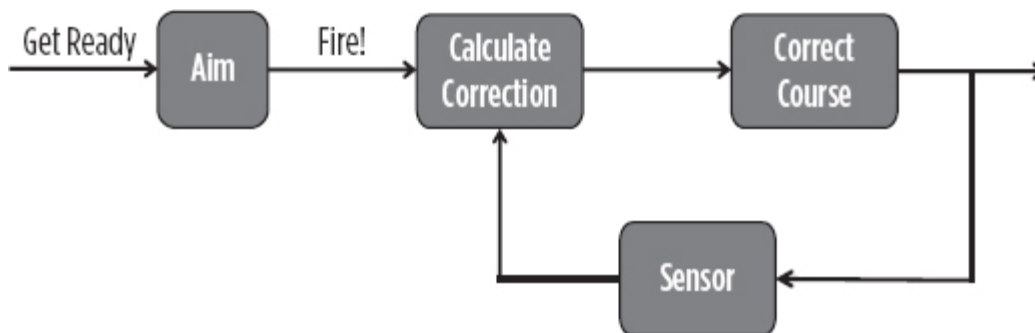 Get Ready
Aim
Fire!
Calculate
Correction
Correct
Course
Sensor